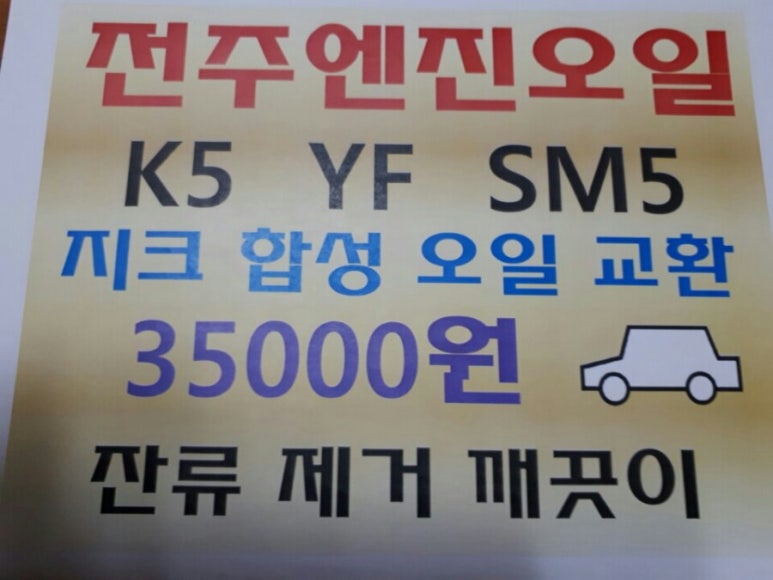 전주엔진오일
K5 YF SM5
지크 합성 오일 교환
35000원
잔류 제거 깨끗이